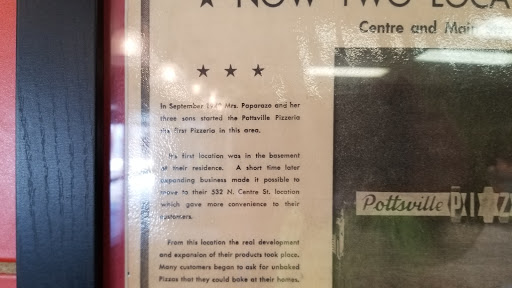 ★ NOW TWO LOCA
Centre and Main
★ ★ ★
In September Mrs. Paparazo and her
three sons started the Pottsville Pizzeria
the first Pizzeria in this area.
It's first location was in the basement
of their residence. A short time later
expanding business made it possible to
move to their 532 N. Centre St. location
which gave more convenience to their
customers.
Pottsville PIZ
From this location the real development
and expansion of their products took place.
Many customers began to ask for unbaked
Pizzas that they could bake at their homes.